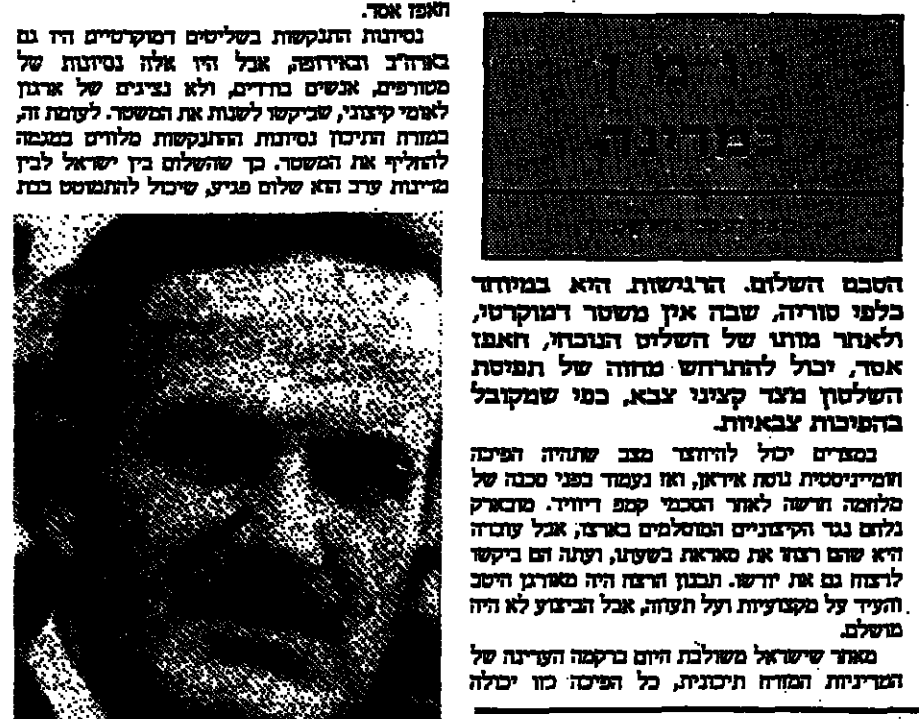 יומן
במדינה
הסכם השלום. הרגישות היא במיוחד
כלפי סוריה, שבה אין משטר דמוקרטי,
ולאחר מותו של השליט הנוכחי, חאפז
אסד, יכול להתרחש מחזה של תפיסת
השלטון מצד קציני צבא, כפי שמקובל
בהפיכות צבאיות.
במצרים יכול להיווצר מצב שתהיה הפיכה
חומייניסטית נוסח איראן, ואז נעמוד בפני סכנה של
מלחמה חדשה לאחר הסכמי קמפ דיוויד. מובארק
נלחם נגד הקיצוניים המוסלמים בארצו, אבל עובדה
היא שהם רצחו את סאדאת בשעתו, ועתה הם ביקשו
לרצוח גם את יורשו. תכנון הרצח היה מאורגן היטב
והעיד על מקצועיות ועל תעוזה, אבל הביצוע לא היה
מושלם.
מאחר שישראל משולבת היום ברקמה העדינה של
המדיניות המזרח תיכונית, כל הפיכה כזו יכולה
חאפז אסד.
נסיונות התנקשות בשליטים דמוקרטיים היו גם
בארה"ב ובאירופה, אבל היו אלה נסיונות של
מטורפים, אנשים בודדים, ולא נציגים של ארגון
לאומי קיצוני, שביקשו לשנות את המשטר. לעומת זה,
במזרח התיכון נסיונות ההתנקשות מלווים במגמה
להחליף את המשטר. כך שהשלום בין ישראל לבין
מדינות ערב הוא שלום פגיע, שיכול להתמוטט בבת